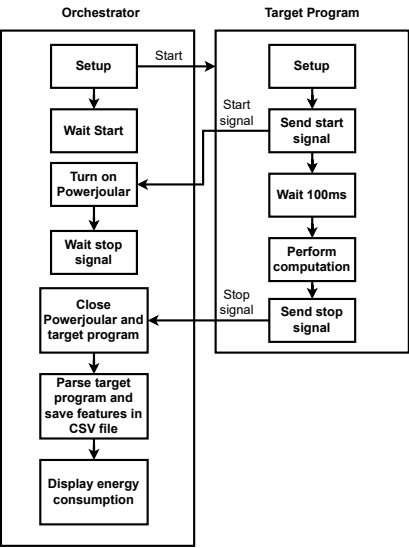 Orchestrator
Target Program
Setup
Start
Setup
Wait Start
Start
signal
Send start
signal
Turn on
Powerjoular
Wait 100ms
Wait stop
signal
Perform
computation
Close
Powerjoular and
target program
Stop
signal
Send stop
signal
Parse target
program and
save features in
CSV file
Display energy
consumption